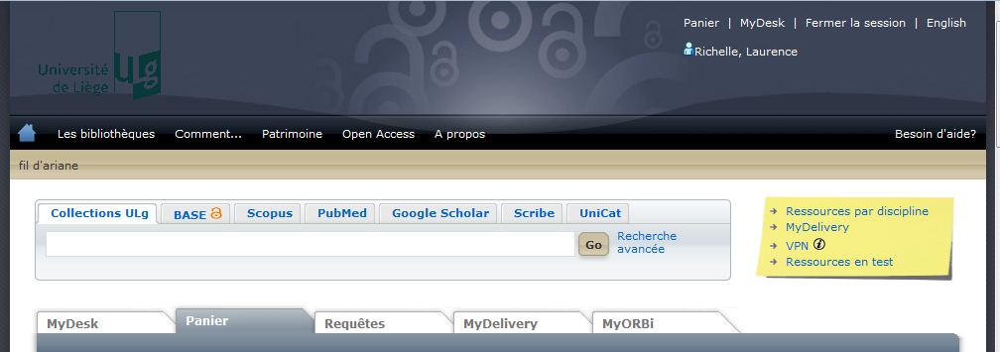 Panier | MyDesk | Fermer la session | English
Richelle, Laurence
Université
de Liège
ulg
Les bibliothèques Comment... Patrimoine Open Access A propos Besoin d'aide?
fil d'ariane
Collections ULg BASE Scopus PubMed Google Scholar Scribe UniCat
Go
Recherche
avancée
Ressources par discipline
MyDelivery
VPN i
Ressources en test
MyDesk Panier Requêtes MyDelivery MyORBi